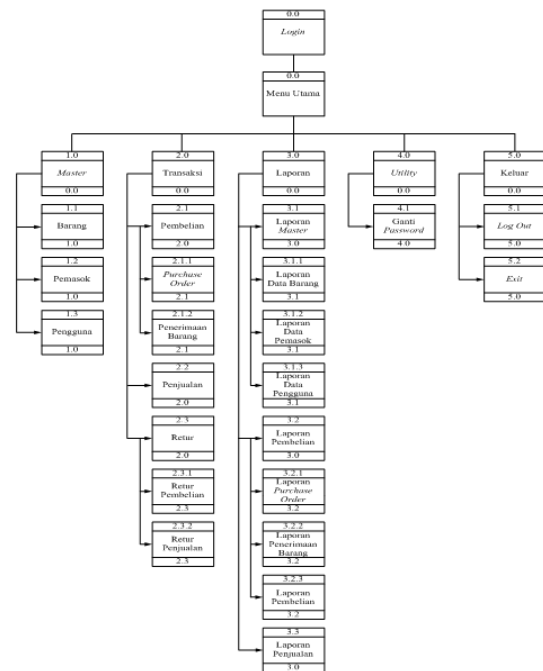 0.0
Login
0.0
Menu Utama
1.0
Master
0.0
1.1
Barang
1.0
1.2
Pemasok
1.0
1.3
Pengguna
1.0
2.0
Transaksi
0.0
2.1
Pembelian
2.0
2.1.1
Purchase
Order
2.1
2.1.2
Penerimaan
Barang
2.1
2.2
Penjualan
2.0
2.3
Retur
2.0
2.3.1
Retur
Pembelian
2.3
2.3.2
Retur
Penjualan
2.3
3.0
Laporan
0.0
3.1
Laporan
Master
3.0
3.1.1
Laporan
Data Barang
3.1
3.1.2
Laporan
Data
Pemasok
3.1
3.1.3
Laporan
Data
Pengguna
3.1
3.2
Laporan
Pembelian
3.0
3.2.1
Laporan
Purchase
Order
3.2
3.2.2
Laporan
Penerimaan
Barang
3.2
3.2.3
Laporan
Pembelian
3.2
3.3
Laporan
Penjualan
3.0
4.0
Utility
0.0
4.1
Ganti
Password
4.0
5.0
Keluar
0.0
5.1
Log Out
5.0
5.2
Exit
5.0